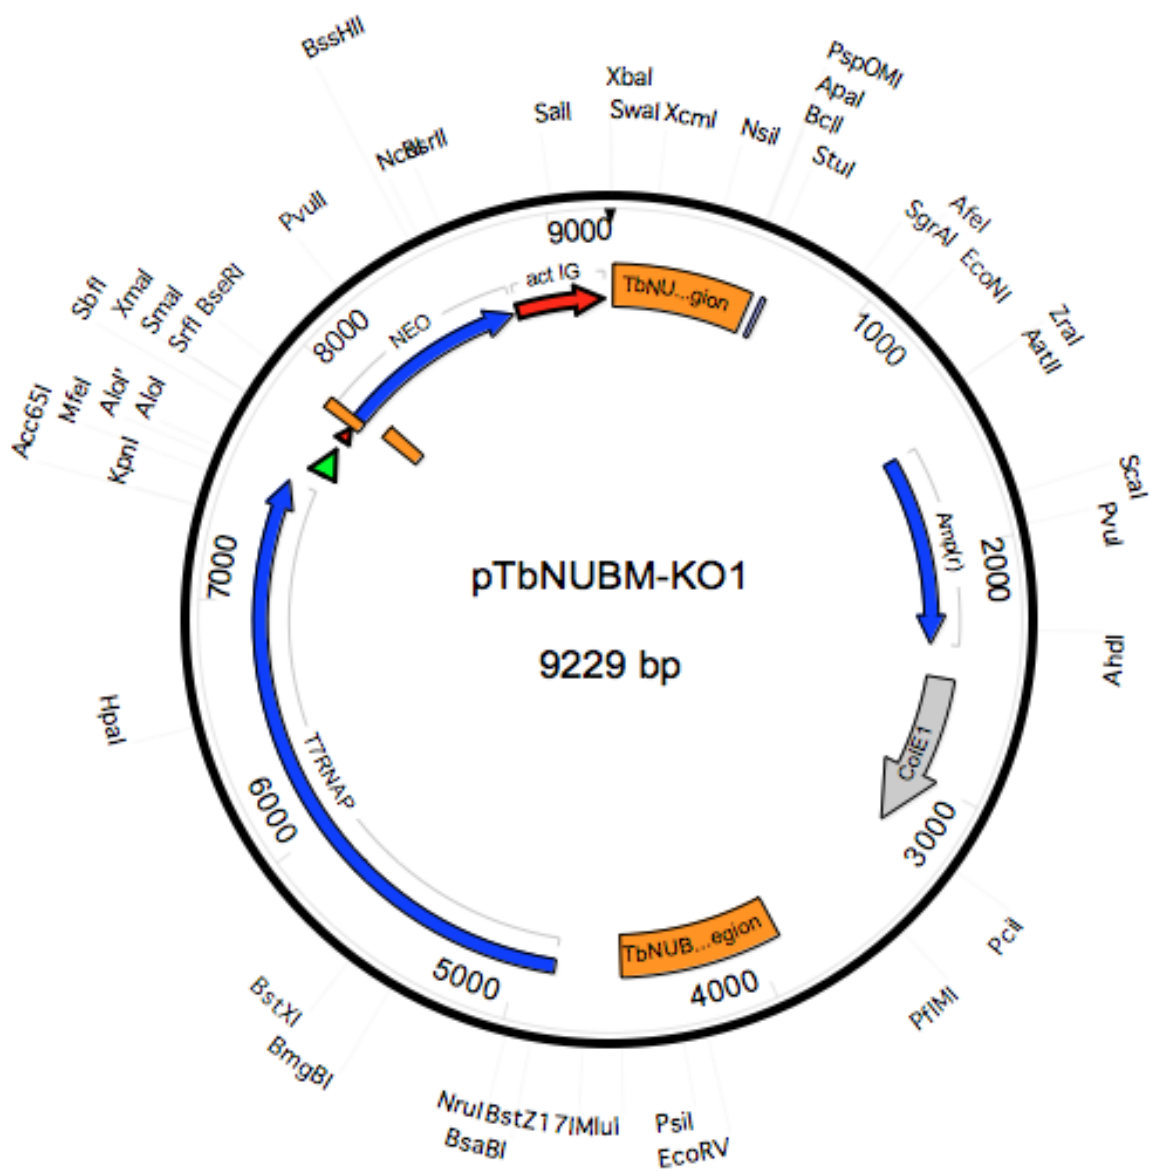 BssHII
NcoI
BsrII
SalI
XbaI
SwaI
XcmI
NsiI
PspOMI
ApaI
BclI
StuI
AfeI
SgrAI
EcoNI
ZraI
AatII
ScaI
PvuI
AhdI
PciI
PflMI
EcoRV
PsiI
MluI
BstZ17I
NruI
BsaBI
BmgBI
BstXI
HpaI
Acc65I
KpnI
MfeI
AloI'
AloI
SbfI
XmaI
SmaI
SrfI
BseRI
PvuII
9000
1000
2000
3000
4000
5000
6000
7000
8000
act IG
TbNU...gion
NEO
Amp(r)
ColE1
TbNUB...egion
T7RNAP
pTbNUBM-KO1
9229 bp